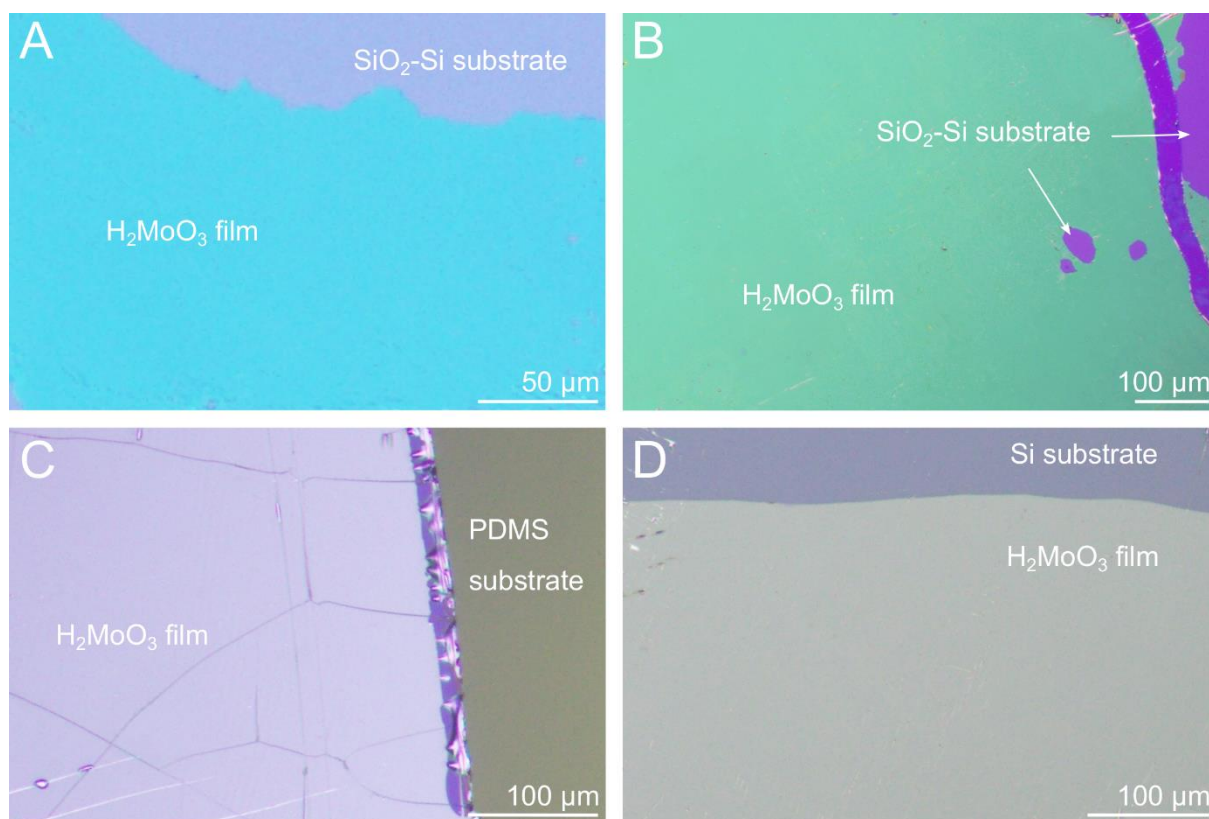 A
SiO₂-Si substrate
H₂MoO₃ film
50 µm
B
SiO₂-Si substrate
H₂MoO₃ film
100 µm
C
PDMS
substrate
H₂MoO₃ film
100 µm
D
Si substrate
H₂MoO₃ film
100 µm